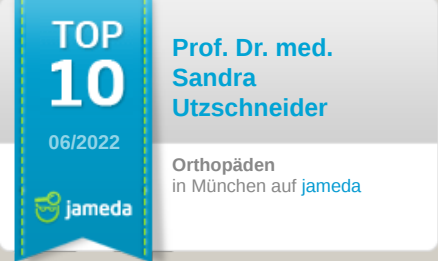 TOP
10
06/2022
jameda
Prof. Dr. med.
Sandra
Utzschneider
Orthopäden
in München auf jameda